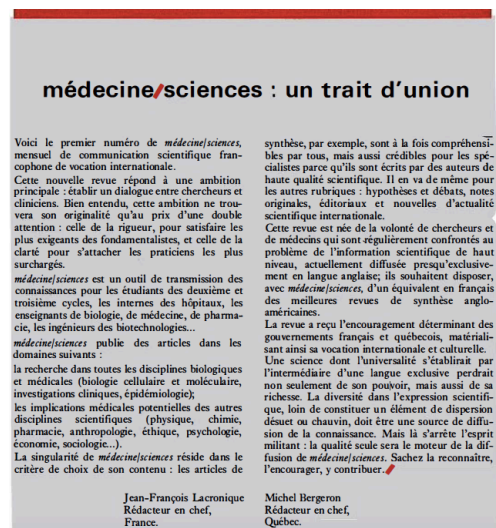 médecine/sciences : un trait d'union
Voici le premier numéro de médecine/sciences,
mensuel de communication scientifique fran-
cophone de vocation internationale.
Cette nouvelle revue répond à une ambition
principale : établir un dialogue entre chercheurs et
cliniciens. Bien entendu, cette ambition ne trou-
vera son originalité qu'au prix d'une double
attention : celle de la rigueur, pour satisfaire les
plus exigeants des fondamentalistes, et celle de la
clarté pour s'attacher les praticiens les plus
surchargés.
médecine/sciences est un outil de transmission des
connaissances pour les étudiants des deuxième et
troisième cycles, les internes des hôpitaux, les
enseignants de biologie, de médecine, de pharma-
cie, les ingénieurs des biotechnologies...
médecine/sciences publie des articles dans les
domaines suivants :
la recherche dans toutes les disciplines biologiques
et médicales (biologie cellulaire et moléculaire,
investigations cliniques, épidémiologie);
les implications médicales potentielles des autres
disciplines scientifiques (physique, chimie,
pharmacie, anthropologie, éthique, psychologie,
économie, sociologie...).
La singularité de médecine/sciences réside dans le
critère de choix de son contenu : les articles de
synthèse, par exemple, sont à la fois compréhensi-
bles par tous, mais aussi crédibles pour les spé-
cialistes parce qu'ils sont écrits par des auteurs de
haute qualité scientifique. Il en va de même pour
les autres rubriques : hypothèses et débats, notes
originales, éditoriaux et nouvelles d'actualité
scientifique internationale.
Cette revue est née de la volonté de chercheurs et
de médecins qui sont régulièrement confrontés au
problème de l'information scientifique de haut
niveau, actuellement diffusée presqu'exclusive-
ment en langue anglaise; ils souhaitent disposer,
avec médecine/sciences, d'un équivalent en français
des meilleures revues de synthèse anglo-
américaines.
La revue a reçu l'encouragement déterminant des
gouvernements français et québecois, matériali-
sant ainsi sa vocation internationale et culturelle.
Une science dont l'universalité s'établirait par
l'intermédiaire d'une langue exclusive perdrait
non seulement de son pouvoir, mais aussi de sa
richesse. La diversité dans l'expression scientifi-
que, loin de constituer un élément de dispersion
désuet ou chauvin, doit être une source de diffu-
sion de la connaissance. Mais là s'arrête l'esprit
militant : la qualité seule sera le moteur de la dif-
fusion de médecine/sciences. Sachez la reconnaître,
l'encourager, y contribuer.
Jean-François Lacronique
Rédacteur en chef,
France.
Michel Bergeron
Rédacteur en chef,
Québec.